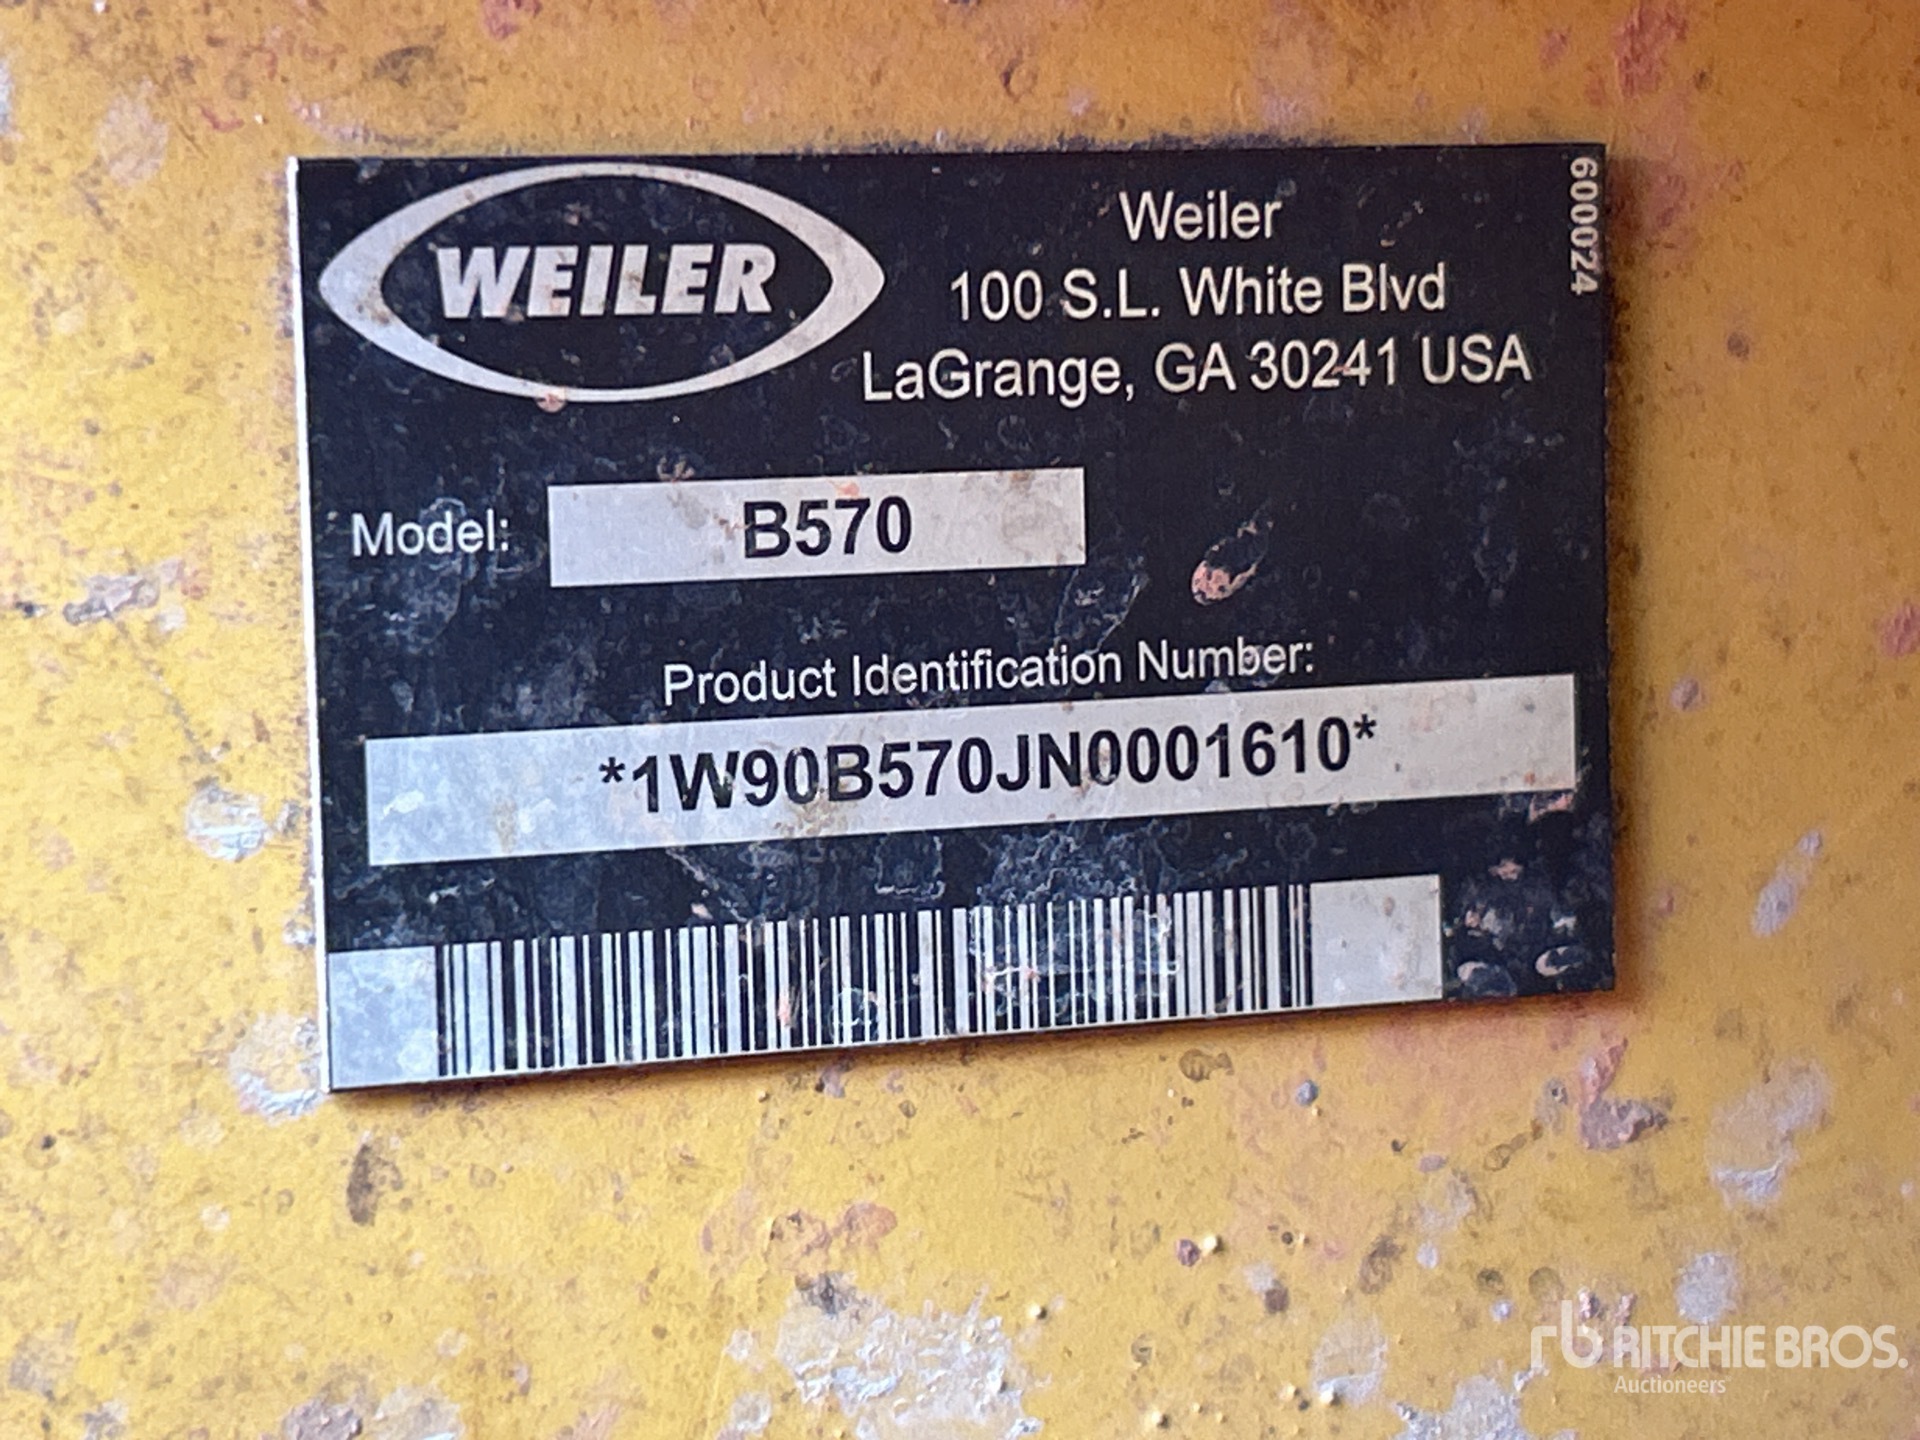 WEILER
Weiler
100 S.L. White Blvd
LaGrange, GA 30241 USA
600024
Model: B570
Product Identification Number:
*1W90B570JN0001610*
rb RITCHIE BROS.
Auctioneers